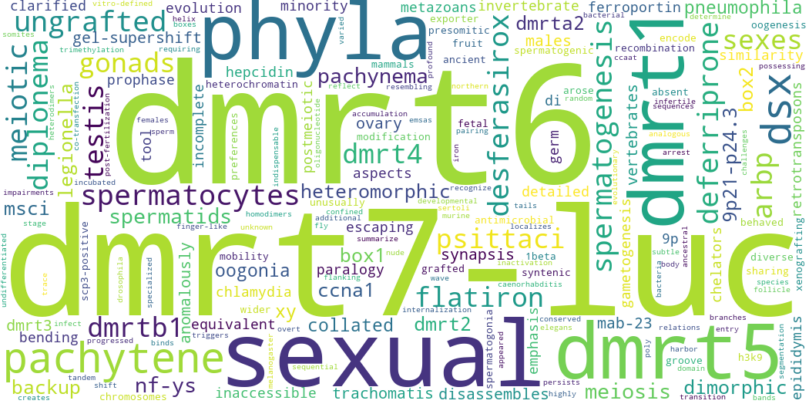 clarified
vitro-defined
evolution
minority
metazoans
invertebrate
ferroportin
pneumophila
helix
boxes
ungrafted
phyla
varied
exporter
presomitic
fruit
ancient
dmrta2
bacterial
encode
determine
oogenesis
somites
trimethylation
requiring
gel-supershift
males
spermatogenic
recombination
ccaat
sexes
similarity
possessing
meiotic
diplonema
gonads
prophase
hepcidin
mammals
resembling
profound
pachynema
deferasirox
arose
random
absent
infertile
sequence
heterochromatin
reflect
accumulation
emsas
northern
pairing
iron
di
germ
spermatogenesis
vertebrates
analogous
arrest
dmrt1
deferriprone
9p21-p24.3
box2
dsx
retrotransposons
legionella
heterodimers
co-transfection
testis
post-fertilization
dmrt6
tool
females
sperm
incomplete
preferences
indispensable
postmeiotic
oligonucleotide
ovary
fetal
modification
dmrt4
aspects
arbp
behaved
challenges
impairments
incubated
spermatocytes
heteromorphic
recognize
detailed
msci
stage
spermatids
homodimers
unusually
confined
developmental
sertoli
murine
tails
antimicrobial
localizes
gametogenesis
chelators
9p
ancestral
body
bacteria
subtle
diverse
sharing
species
follicle
xenografting
undifferentiated
dmrt7
-
luc
trace
scp3-positive
drosophila
finger-like
unknown
specialized
anomalously
mobility
oogonia
additional
fly
summarize
escaping
box1
nude
paralogy
flanking
grafted
wave
psittaci
synapsis
1beta
inactivation
syntenic
caenorhabditis
chlamydia
wider
xy
ccna1
flatiron
internalization
dmrt3
infect
dmrtb1
equivalent
triggers
overt
collated
dmrt2
spermatogonia
conserved
elegans
mab-23
relations
branches
entry
bending
progressed
binds
melanogaster
sequential
appeared
emphasis
dmrt5
poly
groove
harbor
domain
h3k9
segmentation
epididymis
pachytene
sexual
backup
creates
tandem
shift
nf-ys
chromosomes
inaccessible
trachomatis
disassembles
persists
highly
meiosis
dimorphic
transition
bands